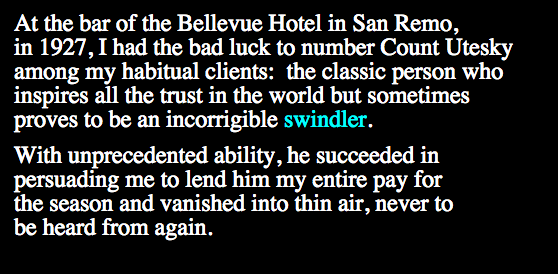 At the bar of the Bellevue Hotel in San Remo,
in 1927, I had the bad luck to number Count Utesky
among my habitual clients:  the classic person who
inspires all the trust in the world but sometimes
proves to be an incorrigible swindler.
With unprecedented ability, he succeeded in
persuading me to lend him my entire pay for
the season and vanished into thin air, never to
be heard from again.